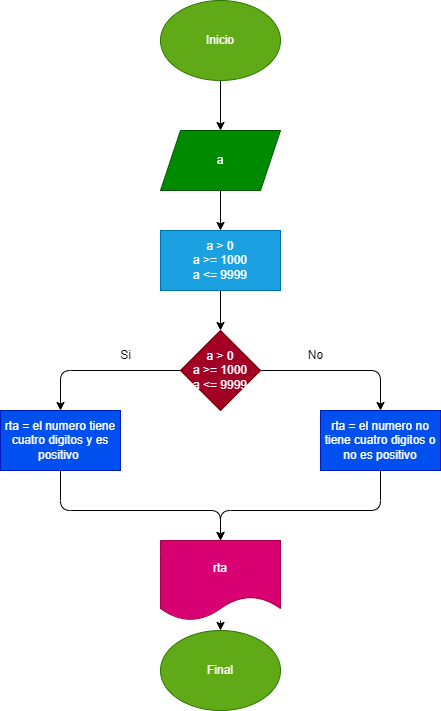 Inicio
a
a > 0
a >= 1000
a <= 9999
Si
No
a > 0
a >= 1000
a <= 9999
rta = el numero tiene
cuatro digitos y es
positivo
rta = el numero no
tiene cuatro digitos o
no es positivo
rta
Final